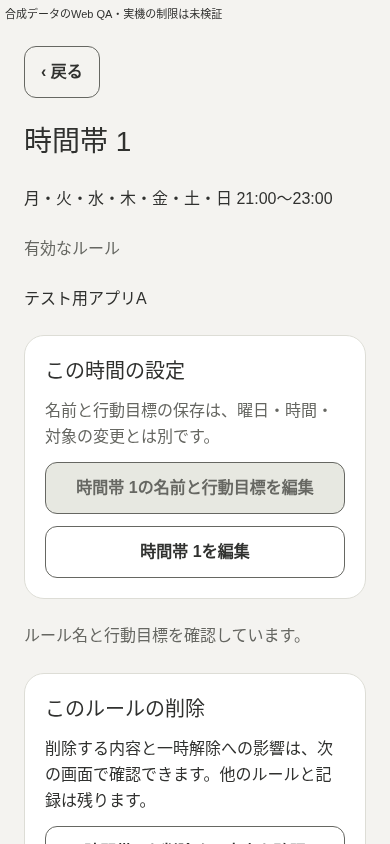 合成データのWeb QA・実機の制限は未検証
‹ 戻る
時間帯 1
月・火・水・木・金・土・日 21:00〜23:00
有効なルール
テスト用アプリA
この時間の設定
名前と行動目標の保存は、曜日・時間・
対象の変更とは別です。
時間帯 1の名前と行動目標を編集
時間帯 1を編集
ルール名と行動目標を確認しています。
このルールの削除
削除する内容と一時解除への影響は、次
の画面で確認できます。他のルールと記
録は残ります。